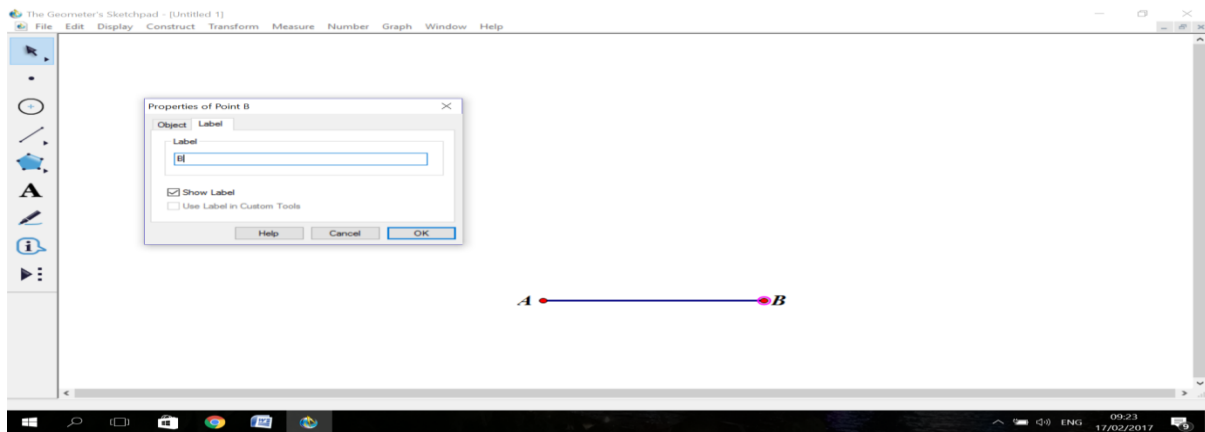 The Geometer's Sketchpad - [Untitled 1]
File Edit Display Construct Transform Measure Number Graph Window Help
Properties of Point B
Object Label
Label
B
Show Label
Use Label in Custom Tools
Help Cancel OK
A
A B
ENG 09:23
17/02/2017